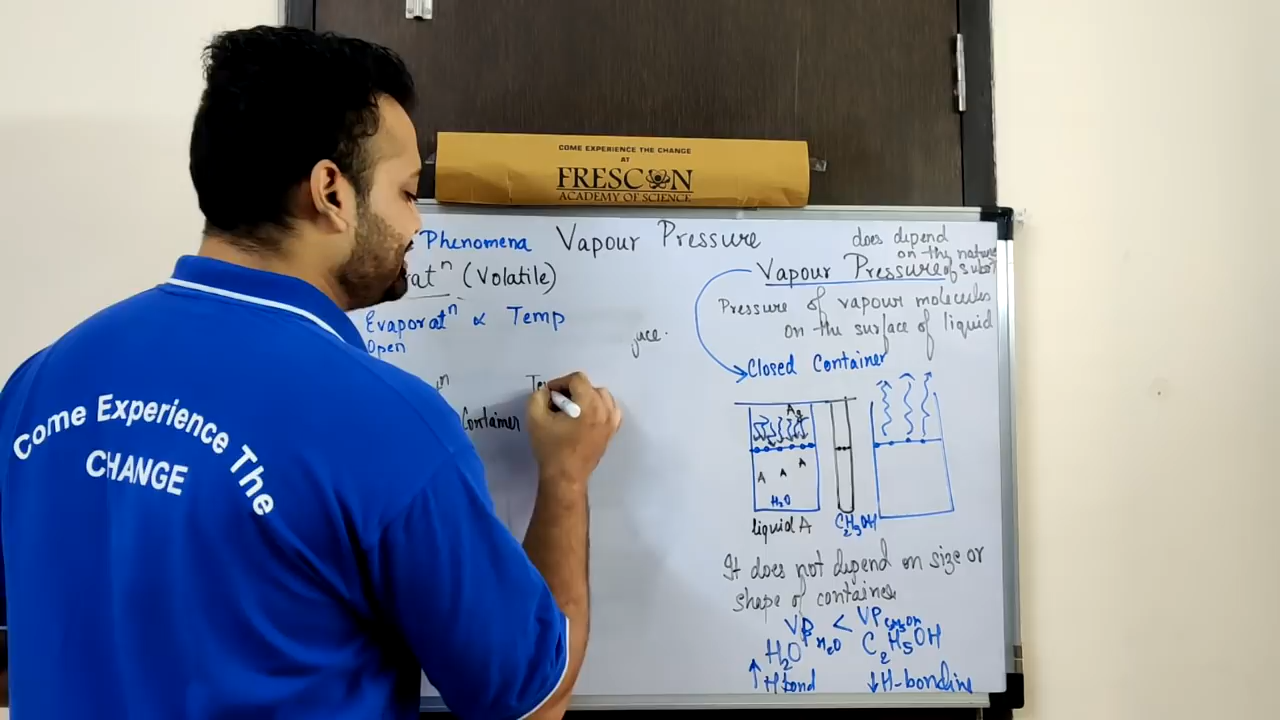 COME EXPERIENCE THE CHANGE
AT
FRESCON
ACADEMY OF SCIENCE
Phenomena Vapour Pressure
ratⁿ (Volatile)
Evaporatⁿ ∝ Temp
Open
Container
does depend
on the nature
of subst
Vapour Pressure
Pressure of vapour molecules
on the surface of liquid
Closed Container
A A A
H₂O
liquid A
It does not depend on size or
shape of container
VP H₂O < VP C₂H₅OH
H₂O C₂H₅OH
↑ H bond ↓ H-bonding
Come Experience The
CHANGE